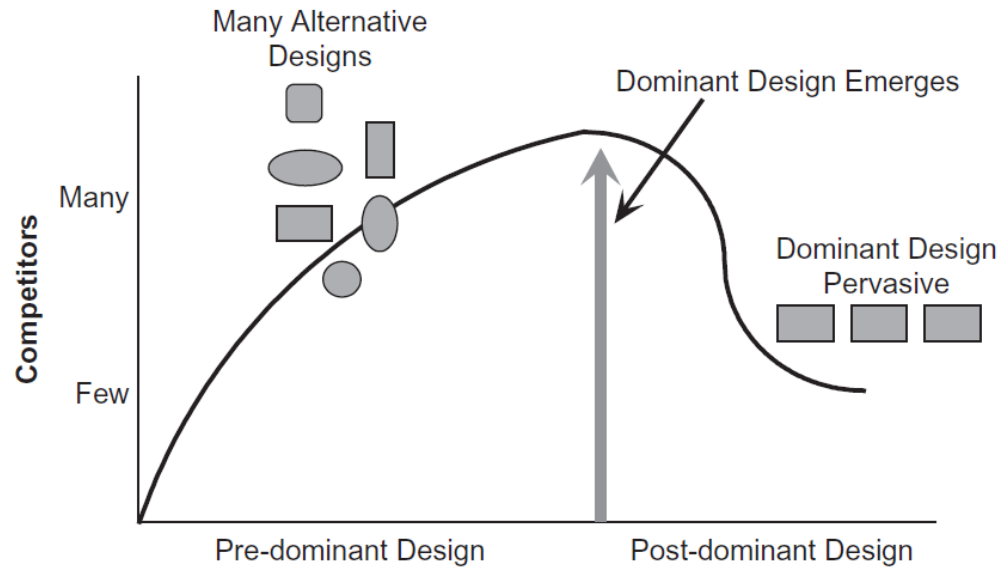 Many Alternative
Designs
Dominant Design Emerges
Many
Dominant Design
Pervasive
Competitors
Few
Pre-dominant Design
Post-dominant Design